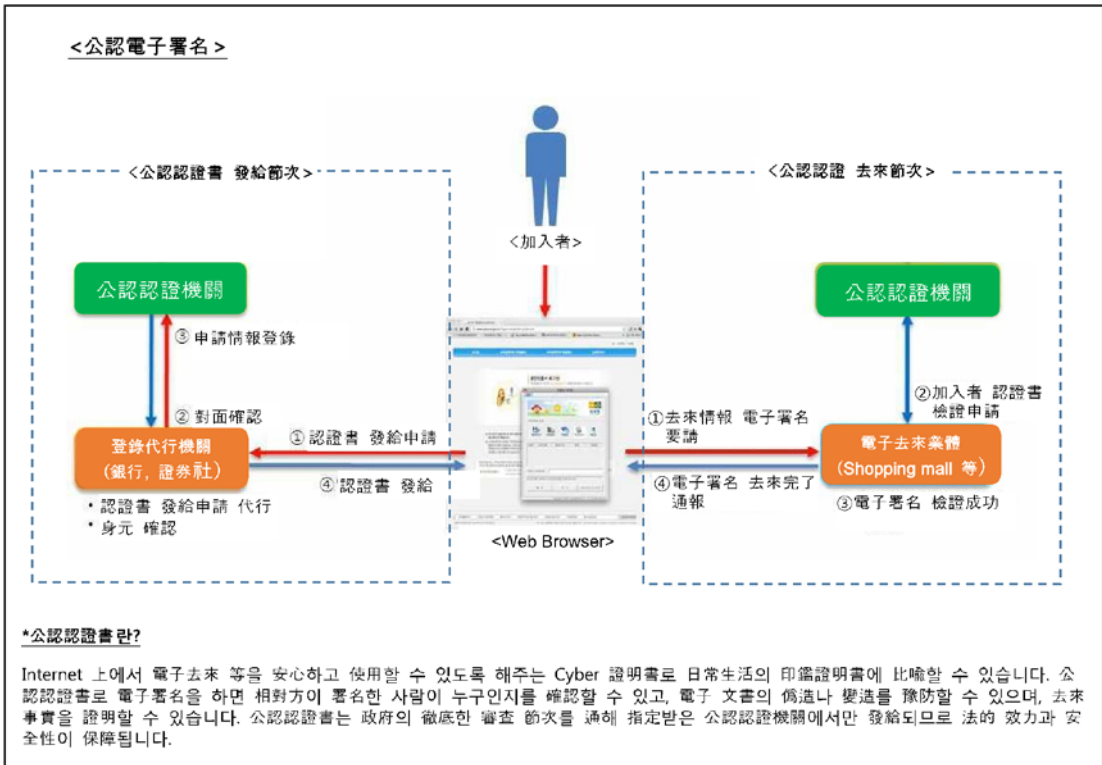 <公認電子署名>
<公認認證書 發給節次>
<公認認證 去來節次>
<加入者>
公認認證機關
公認認證機關
③申請情報登錄
②對面確認
②加入者 認證書
檢證申請
登錄代行機關
(銀行, 證券社)
①認證書 發給申請
④認證書 發給
①去來情報 電子署名
要請
④電子署名 去來完了
通報
電子去來業體
(Shopping mall 等)
③電子署名 檢證成功
• 認證書 發給申請 代行
• 身元 確認
<Web Browser>
*公認認證書란?
Internet 上에서 電子去來 等을 安心하고 使用할 수 있도록 해주는 Cyber 證明書로 日常生活의 印鑑證明書에 比喩할 수 있습니다. 公
認認證書로 電子署名을 하면 相對方이 署名한 사람이 누구인지를 確認할 수 있고, 電子 文書의 僞造나 變造를 豫防할 수 있으며, 去來
事實을 證明할 수 있습니다. 公認認證書는 政府의 徹底한 審査 節次를 통해 指定받은 公認認證機關에서만 發給되므로 法的 效力과 安
全性이 保障됩니다.